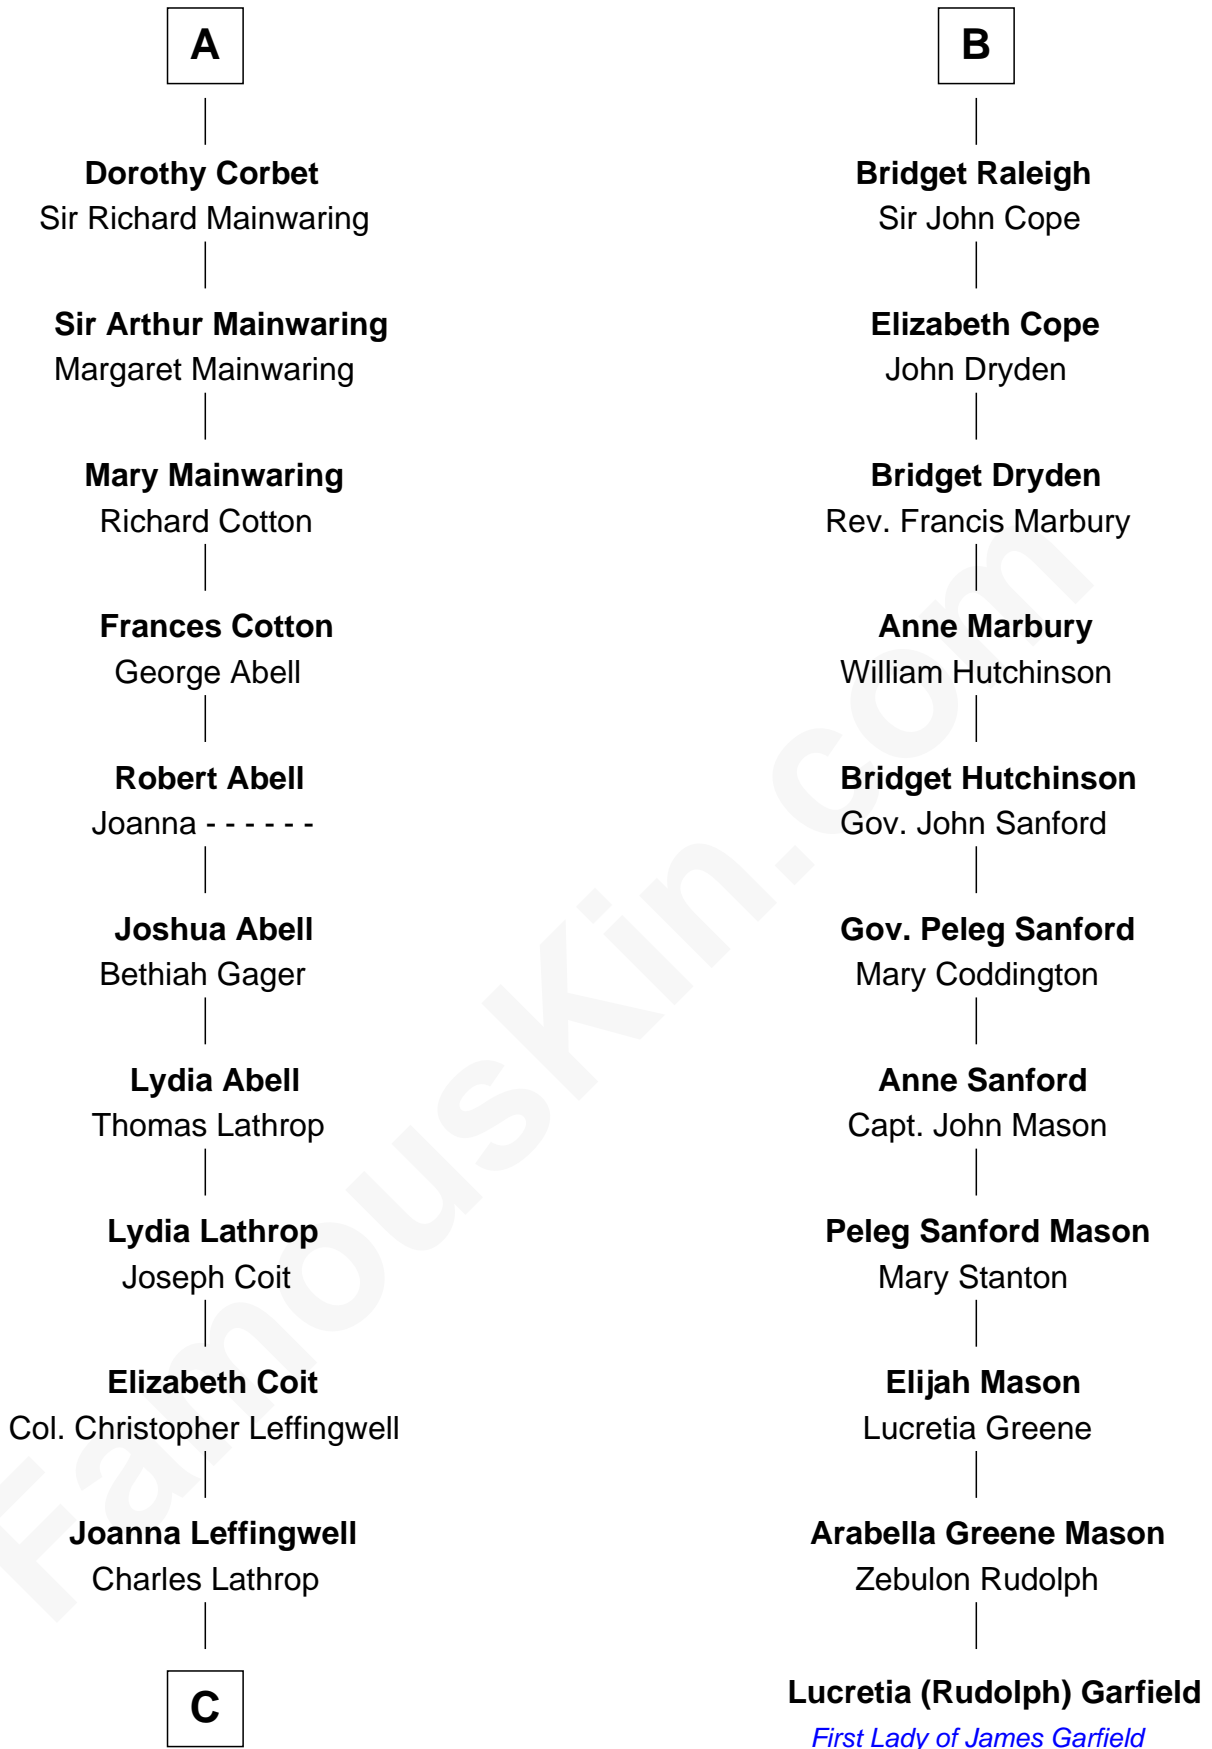 A
Dorothy Corbet
Sir Richard Mainwaring
Sir Arthur Mainwaring
Margaret Mainwaring
Mary Mainwaring
Richard Cotton
Frances Cotton
George Abell
Robert Abell
Joanna - - - - - -
Joshua Abell
Bethiah Gager
Lydia Abell
Thomas Lathrop
Lydia Lathrop
Joseph Coit
Elizabeth Coit
Col. Christopher Leffingwell
Joanna Leffingwell
Charles Lathrop
C
B
Bridget Raleigh
Sir John Cope
Elizabeth Cope
John Dryden
Bridget Dryden
Rev. Francis Marbury
Anne Marbury
William Hutchinson
Bridget Hutchinson
Gov. John Sanford
Gov. Peleg Sanford
Mary Coddington
Anne Sanford
Capt. John Mason
Peleg Sanford Mason
Mary Stanton
Elijah Mason
Lucretia Greene
Arabella Greene Mason
Zebulon Rudolph
Lucretia (Rudolph) Garfield
First Lady of James Garfield
FamousKin.com